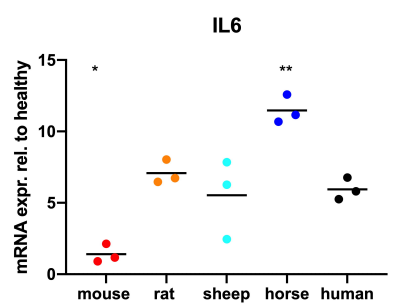 IL6
mRNA expr. rel. to healthy
15
10
5
0
* **
mouse rat sheep horse human